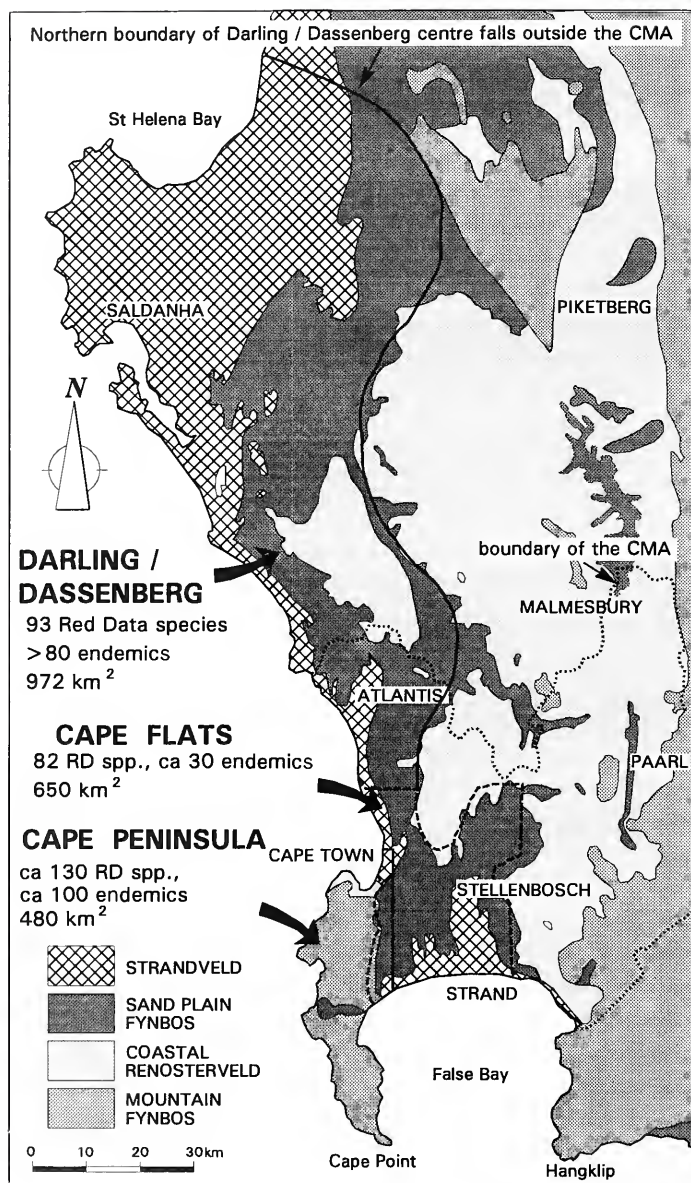 Northern boundary of Darling / Dassenberg centre falls outside the CMA
St Helena Bay
SALDANHA
PIKETBERG
N
boundary of the CMA
MALMESBURY
DARLING /
DASSENBERG
93 Red Data species
>80 endemics
972 km²
ATLANTIS
CAPE FLATS
82 RD spp., ca 30 endemics
650 km²
PAARL
CAPE PENINSULA
ca 130 RD spp.,
ca 100 endemics
480 km²
CAPE TOWN
STELLENBOSCH
STRAND
False Bay
Cape Point
Hangklip
STRANDVELD
SAND PLAIN
FYNBOS
COASTAL
RENOSTERVELD
MOUNTAIN
FYNBOS
0 10 20 30km